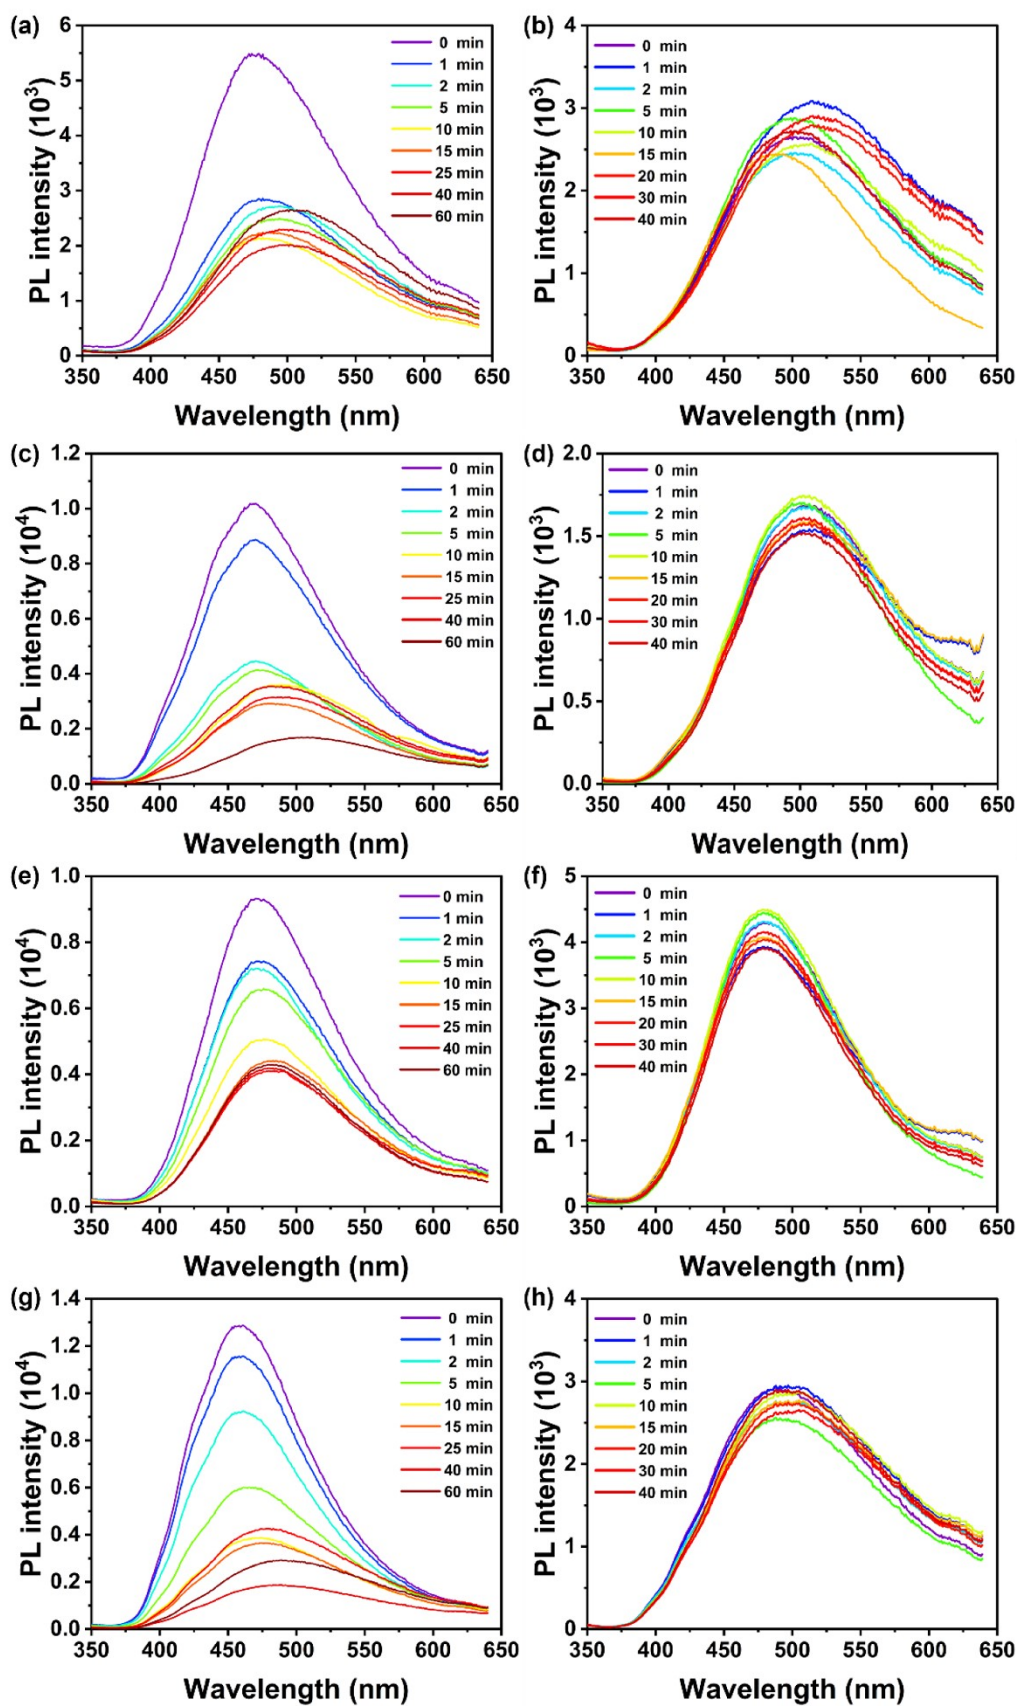 (a)
6
5
4
3
2
1
0
PL intensity (10³)
0 min
1 min
2 min
5 min
10 min
15 min
25 min
40 min
60 min
350 400 450 500 550 600 650
Wavelength (nm)
(b)
4
3
2
1
0
PL intensity (10³)
0 min
1 min
2 min
5 min
10 min
15 min
20 min
30 min
40 min
350 400 450 500 550 600 650
Wavelength (nm)
(c)
1.2
1.0
0.8
0.6
0.4
0.2
0.0
PL intensity (10⁴)
0 min
1 min
2 min
5 min
10 min
15 min
25 min
40 min
60 min
350 400 450 500 550 600 650
Wavelength (nm)
(d)
2.0
1.5
1.0
0.5
0.0
PL intensity (10³)
0 min
1 min
2 min
5 min
10 min
15 min
20 min
30 min
40 min
350 400 450 500 550 600 650
Wavelength (nm)
(e)
1.0
0.8
0.6
0.4
0.2
0.0
PL intensity (10⁴)
0 min
1 min
2 min
5 min
10 min
15 min
25 min
40 min
60 min
350 400 450 500 550 600 650
Wavelength (nm)
(f)
5
4
3
2
1
0
PL intensity (10³)
0 min
1 min
2 min
5 min
10 min
15 min
20 min
30 min
40 min
350 400 450 500 550 600 650
Wavelength (nm)
(g)
1.4
1.2
1.0
0.8
0.6
0.4
0.2
0.0
PL intensity (10⁴)
0 min
1 min
2 min
5 min
10 min
15 min
25 min
40 min
60 min
350 400 450 500 550 600 650
Wavelength (nm)
(h)
4
3
2
1
0
PL intensity (10³)
0 min
1 min
2 min
5 min
10 min
15 min
20 min
30 min
40 min
350 400 450 500 550 600 650
Wavelength (nm)